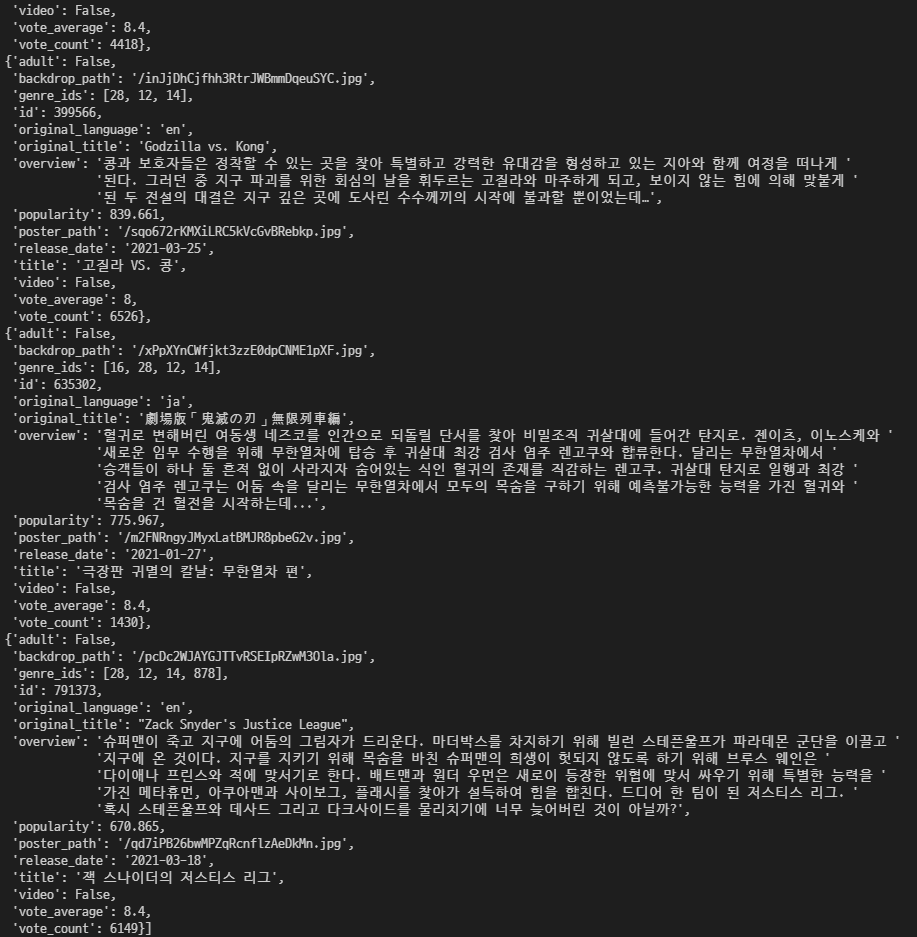 'video': False,
'vote_average': 8.4,
'vote_count': 4418},
{'adult': False,
'backdrop_path': '/inJjDhCjfhh3RtrJWBmmDqeuSYC.jpg',
'genre_ids': [28, 12, 14],
'id': 399566,
'original_language': 'en',
'original_title': 'Godzilla vs. Kong',
'overview': '콩과 보호자들은 정착할 수 있는 곳을 찾아 특별하고 강력한 유대감을 형성하고 있는 지아와 함께 여정을 떠나게 '
'된다. 그러던 중 지구 파괴를 위한 회심의 날을 휘두르는 고질라와 마주하게 되고, 보이지 않는 힘에 의해 맞붙게 '
'된 두 전설의 대결은 지구 깊은 곳에 도사린 수수께끼의 시작에 불과할 뿐이었는데…',
'popularity': 839.661,
'poster_path': '/sqo672rKMXiLRC5kVcGvBRebkp.jpg',
'release_date': '2021-03-25',
'title': '고질라 VS. 콩',
'video': False,
'vote_average': 8,
'vote_count': 6526},
{'adult': False,
'backdrop_path': '/xPpXYnCWfjkt3zzE0dpCNME1pXF.jpg',
'genre_ids': [16, 28, 12, 14],
'id': 635302,
'original_language': 'ja',
'original_title': '劇場版「鬼滅の刃」無限列車編',
'overview': '혈귀로 변해버린 여동생 네즈코를 인간으로 되돌릴 단서를 찾아 비밀조직 귀살대에 들어간 탄지로. 젠이츠, 이노스케와 '
'새로운 임무 수행을 위해 무한열차에 탑승 후 귀살대 최강 검사 염주 렌고쿠와 합류한다. 달리는 무한열차에서 '
'승객들이 하나 둘 흔적 없이 사라지자 숨어있는 식인 혈귀의 존재를 직감하는 렌고쿠. 귀살대 탄지로 일행과 최강 '
'검사 염주 렌고쿠는 어둠 속을 달리는 무한열차에서 모두의 목숨을 구하기 위해 예측불가능한 능력을 가진 혈귀와 '
'목숨을 건 혈전을 시작하는데...',
'popularity': 775.967,
'poster_path': '/m2FNRngyJMyxLatBMJR8pbeG2v.jpg',
'release_date': '2021-01-27',
'title': '극장판 귀멸의 칼날: 무한열차 편',
'video': False,
'vote_average': 8.4,
'vote_count': 1430},
{'adult': False,
'backdrop_path': '/pcDc2WJAYGJTTvRSEIpRZwM3Ola.jpg',
'genre_ids': [28, 12, 14, 878],
'id': 791373,
'original_language': 'en',
'original_title': "Zack Snyder's Justice League",
'overview': '슈퍼맨이 죽고 지구에 어둠의 그림자가 드리운다. 마더박스를 차지하기 위해 빌런 스테픈울프가 파라데몬 군단을 이끌고 '
'지구에 온 것이다. 지구를 지키기 위해 목숨을 바친 슈퍼맨의 희생이 헛되지 않도록 하기 위해 브루스 웨인은 '
'다이애나 프린스와 적에 맞서기로 한다. 배트맨과 원더 우먼은 새로이 등장한 위협에 맞서 싸우기 위해 특별한 능력을 '
'가진 메타휴먼, 아쿠아맨과 사이보그, 플래시를 찾아가 설득하여 힘을 합친다. 드디어 한 팀이 된 저스티스 리그. '
'혹시 스테픈울프와 데사드 그리고 다크사이드를 물리치기에 너무 늦어버린 것이 아닐까?',
'popularity': 670.865,
'poster_path': '/qd7iPB26bwMPZqRcnflzAeDkMn.jpg',
'release_date': '2021-03-18',
'title': '잭 스나이더의 저스티스 리그',
'video': False,
'vote_average': 8.4,
'vote_count': 6149}]